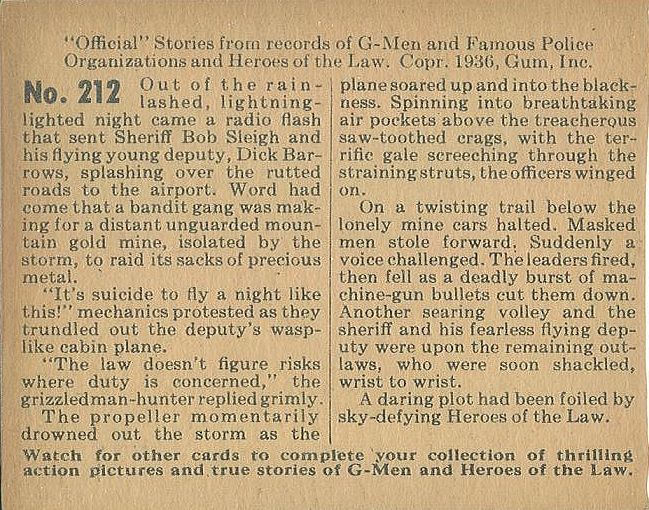 "Official" Stories from records of G-Men and Famous Police
Organizations and Heroes of the Law. Copr. 1936, Gum, Inc.
No. 212
Out of the rain-
lashed, lightning-
lighted night came a radio flash
that sent Sheriff Bob Sleigh and
his flying young deputy, Dick Bar-
rows, splashing over the rutted
roads to the airport. Word had
come that a bandit gang was mak-
ing for a distant unguarded moun-
tain gold mine, isolated by the
storm, to raid its sacks of precious
metal.
"It's suicide to fly a night like
this!" mechanics protested as they
trundled out the deputy's wasp-
like cabin plane.
"The law doesn't figure risks
where duty is concerned," the
grizzled man-hunter replied grimly.
The propeller momentarily
drowned out the storm as the
plane soared up and into the black-
ness. Spinning into breathtaking
air pockets above the treacherous
saw-toothed crags, with the ter-
rific gale screeching through the
straining struts, the officers winged
on.
On a twisting trail below the
lonely mine cars halted. Masked
men stole forward. Suddenly a
voice challenged. The leaders fired,
then fell as a deadly burst of ma-
chine-gun bullets cut them down.
Another searing volley and the
sheriff and his fearless flying dep-
uty were upon the remaining out-
laws, who were soon shackled,
wrist to wrist.
A daring plot had been foiled by
sky-defying Heroes of the Law.
Watch for other cards to complete your collection of thrilling
action pictures and true stories of G-Men and Heroes of the Law.